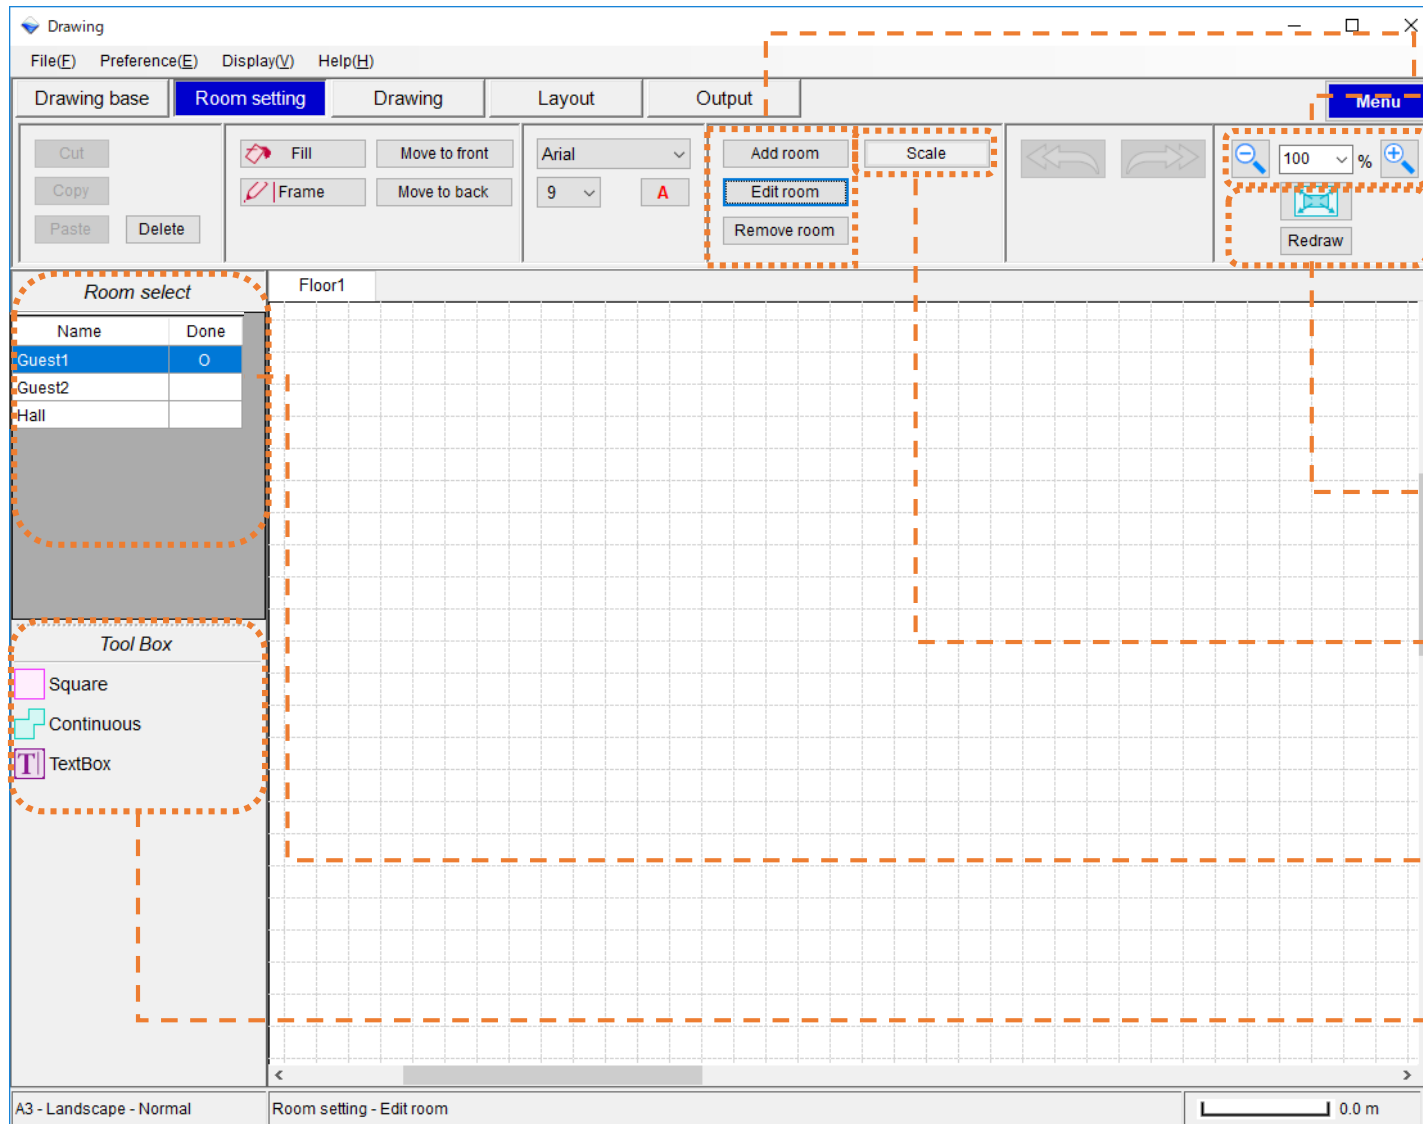 Drawing
File(F) Preference(E) Display(V) Help(H)
Drawing base Room setting Drawing Layout Output Menu
Cut Fill Move to front Arial Add room Scale 100 %
Copy Frame Move to back 9 A Edit room
Paste Delete Remove room Redraw
Room select Floor1
Name Done
Guest1 O
Guest2
Hall
Tool Box
Square
Continuous
T TextBox
A3 - Landscape - Normal Room setting - Edit room 0.0 m